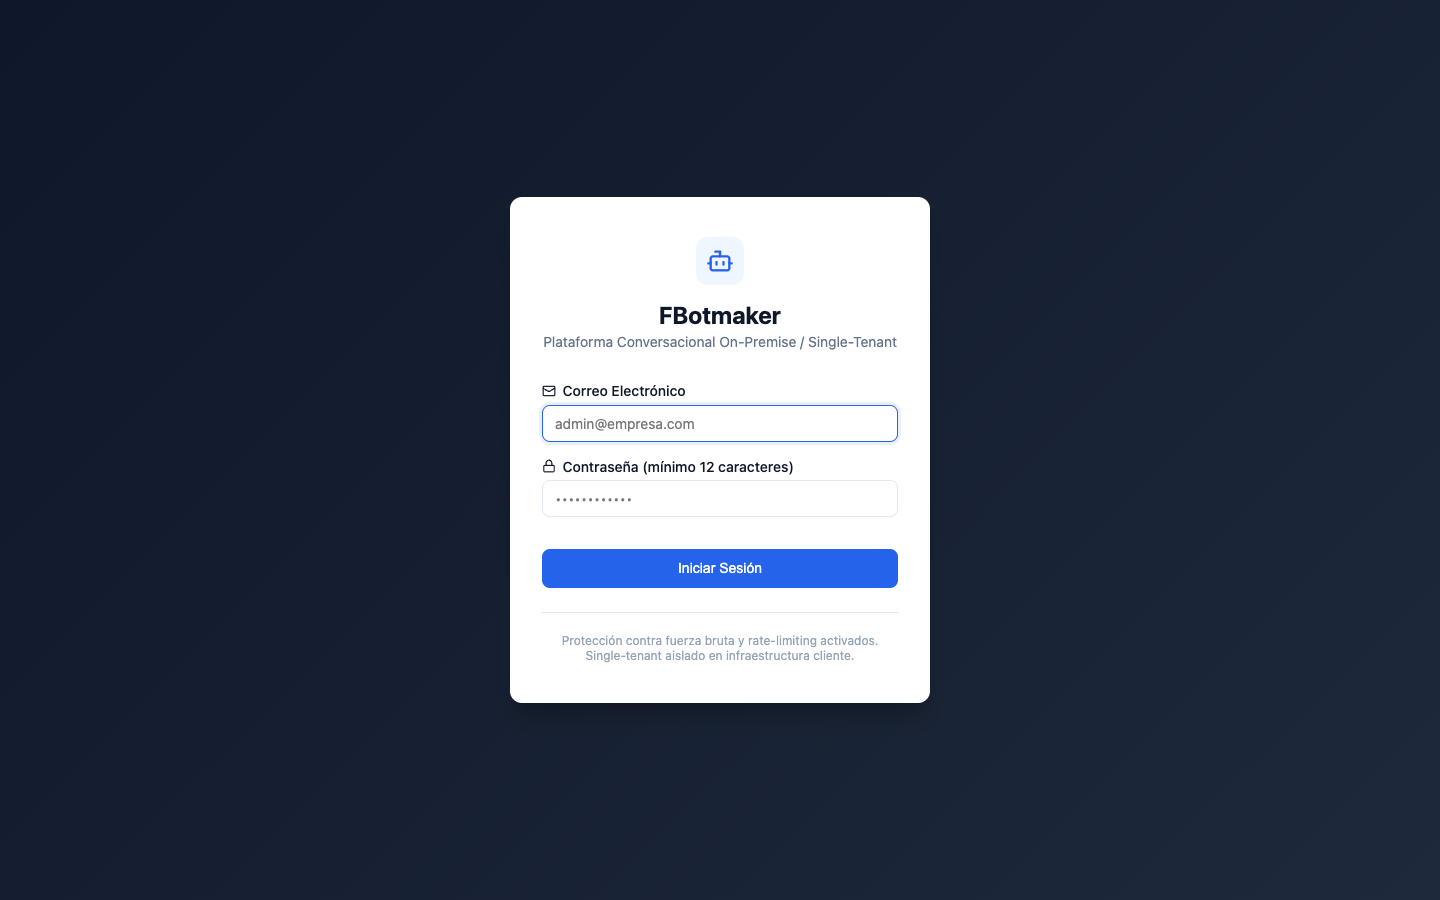 FBotmaker
Plataforma Conversacional On-Premise / Single-Tenant
Correo Electrónico
admin@empresa.com
Contraseña (mínimo 12 caracteres)
••••••••••••
Iniciar Sesión
Protección contra fuerza bruta y rate-limiting activados.
Single-tenant aislado en infraestructura cliente.